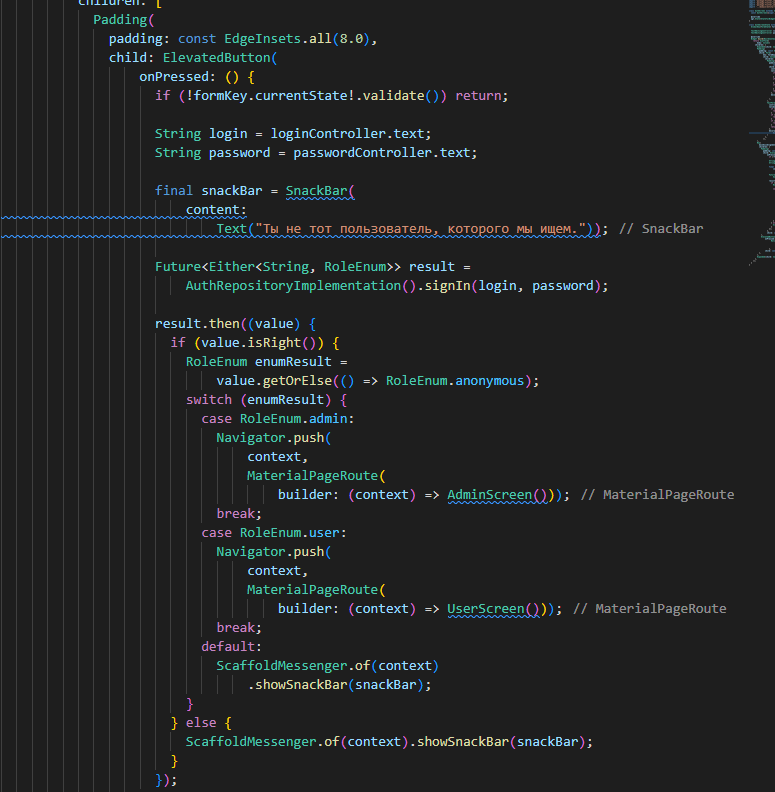 children: [
Padding(
padding: const EdgeInsets.all(8.0),
child: ElevatedButton(
onPressed: () {
if (!formKey.currentState!.validate()) return;
String login = loginController.text;
String password = passwordController.text;
final snackBar = SnackBar(
content:
Text("Ты не тот пользователь, которого мы ищем.")); // SnackBar
Future<Either<String, RoleEnum>> result =
AuthRepositoryImplementation().signIn(login, password);
result.then((value) {
if (value.isRight()) {
RoleEnum enumResult =
value.getOrElse(() => RoleEnum.anonymous);
switch (enumResult) {
case RoleEnum.admin:
Navigator.push(
context,
MaterialPageRoute(
builder: (context) => AdminScreen())); // MaterialPageRoute
break;
case RoleEnum.user:
Navigator.push(
context,
MaterialPageRoute(
builder: (context) => UserScreen())); // MaterialPageRoute
break;
default:
ScaffoldMessenger.of(context)
.showSnackBar(snackBar);
}
} else {
ScaffoldMessenger.of(context).showSnackBar(snackBar);
}
});